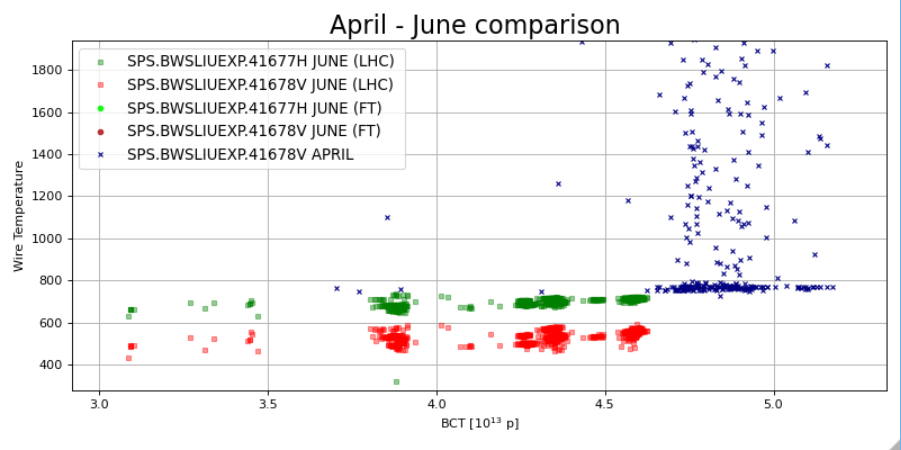 April - June comparison
SPS.BWSLIUEXP.41677H JUNE (LHC)
SPS.BWSLIUEXP.41678V JUNE (LHC)
SPS.BWSLIUEXP.41677H JUNE (FT)
SPS.BWSLIUEXP.41678V JUNE (FT)
SPS.BWSLIUEXP.41678V APRIL
Wire Temperature
1800
1600
1400
1200
1000
800
600
400
3.0 3.5 4.0 4.5 5.0
BCT [10¹³ p]